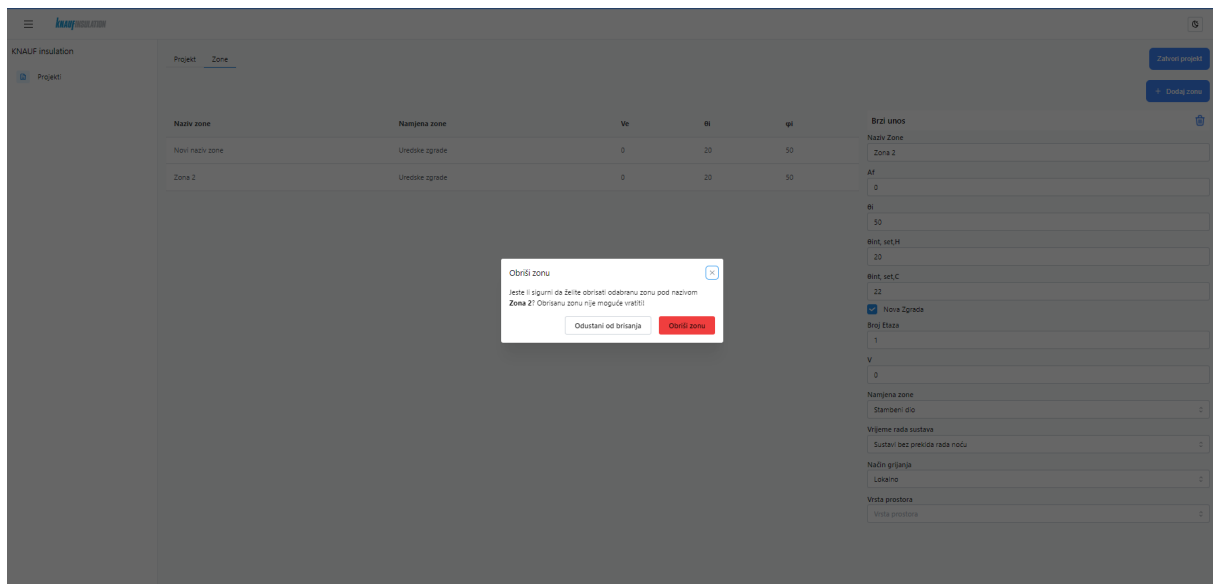 KNAUFINSULATION
KNAUF insulation
Projekti
Projekt Zone
Zatvori projekt
+ Dodaj zonu
Naziv zone Namjena zone Ve θi φi
Novi naziv zone Uredske zgrade 0 20 50
Zona 2 Uredske zgrade 0 20 50
Brzi unos
Naziv Zone
Zona 2
Af
0
θi
50
θint, set,H
20
θint, set,C
22
Nova Zgrada
Broj Etaza
1
V
0
Namjena zone
Stambeni dio
Vrijeme rada sustava
Sustavi bez prekida rada noću
Način grijanja
Lokalno
Vrsta prostora
Vrsta prostora
Obriši zonu
Jeste li sigurni da želite obrisati odabranu zonu pod nazivom
Zona 2? Obrisanu zonu nije moguće vratiti!
Odustani od brisanja Obriši zonu